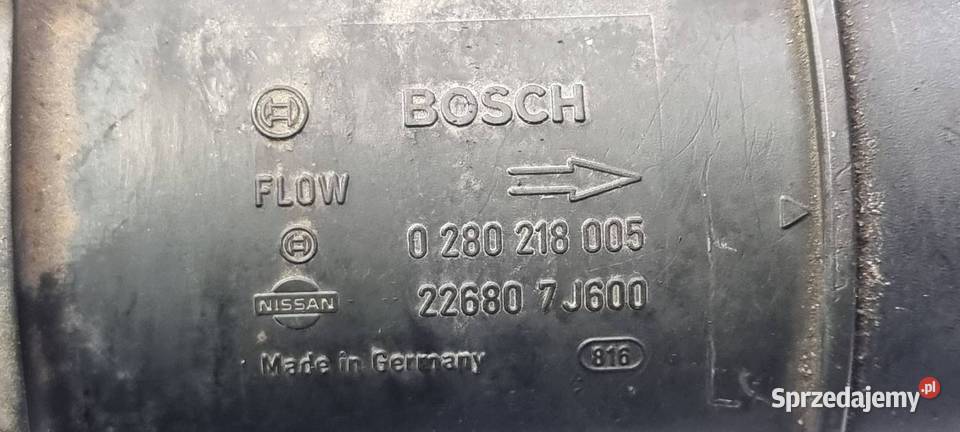 BOSCH
FLOW
0 280 218 005
NISSAN
22680 7J600
Made in Germany
816
Sprzedajemy.pl